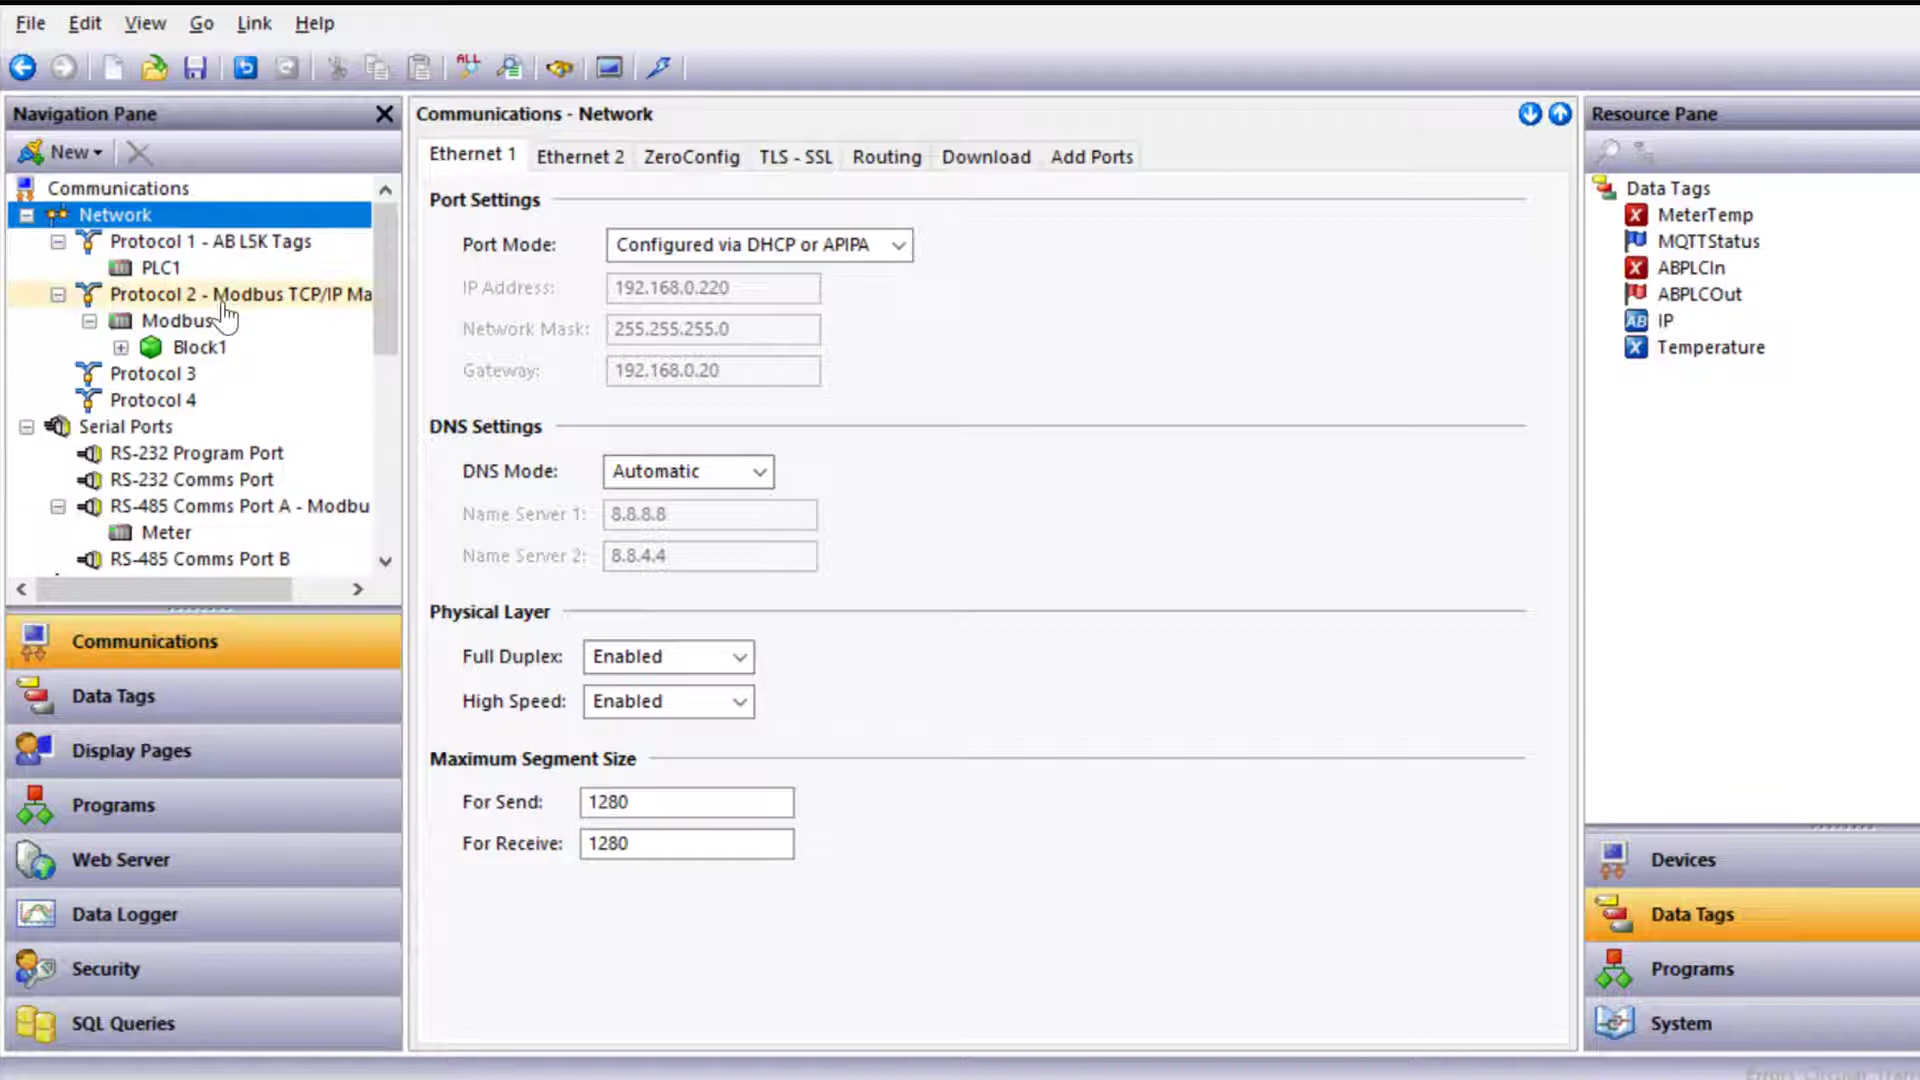 File Edit View Go Link Help
ALL
Navigation Pane
New
Communications
Network
Protocol 1 - AB L5K Tags
PLC1
Protocol 2 - Modbus TCP/IP Ma
Modbus
Block1
Protocol 3
Protocol 4
Serial Ports
RS-232 Program Port
RS-232 Comms Port
RS-485 Comms Port A - Modbu
Meter
RS-485 Comms Port B
Communications
Data Tags
Display Pages
Programs
Web Server
Data Logger
Security
SQL Queries
Communications - Network
Ethernet 1 Ethernet 2 ZeroConfig TLS - SSL Routing Download Add Ports
Port Settings
Port Mode: Configured via DHCP or APIPA
IP Address: 192.168.0.220
Network Mask: 255.255.255.0
Gateway: 192.168.0.20
DNS Settings
DNS Mode: Automatic
Name Server 1: 8.8.8.8
Name Server 2: 8.8.4.4
Physical Layer
Full Duplex: Enabled
High Speed: Enabled
Maximum Segment Size
For Send: 1280
For Receive: 1280
Resource Pane
Data Tags
MeterTemp
MQTTStatus
ABPLCIn
ABPLCOut
AB IP
Temperature
Devices
Data Tags
Programs
System